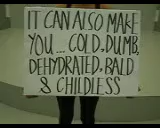 IT CAN ALSO MAKE
YOU... COLD, DUMB,
DEHYDRATED, BALD
& CHILDLESS